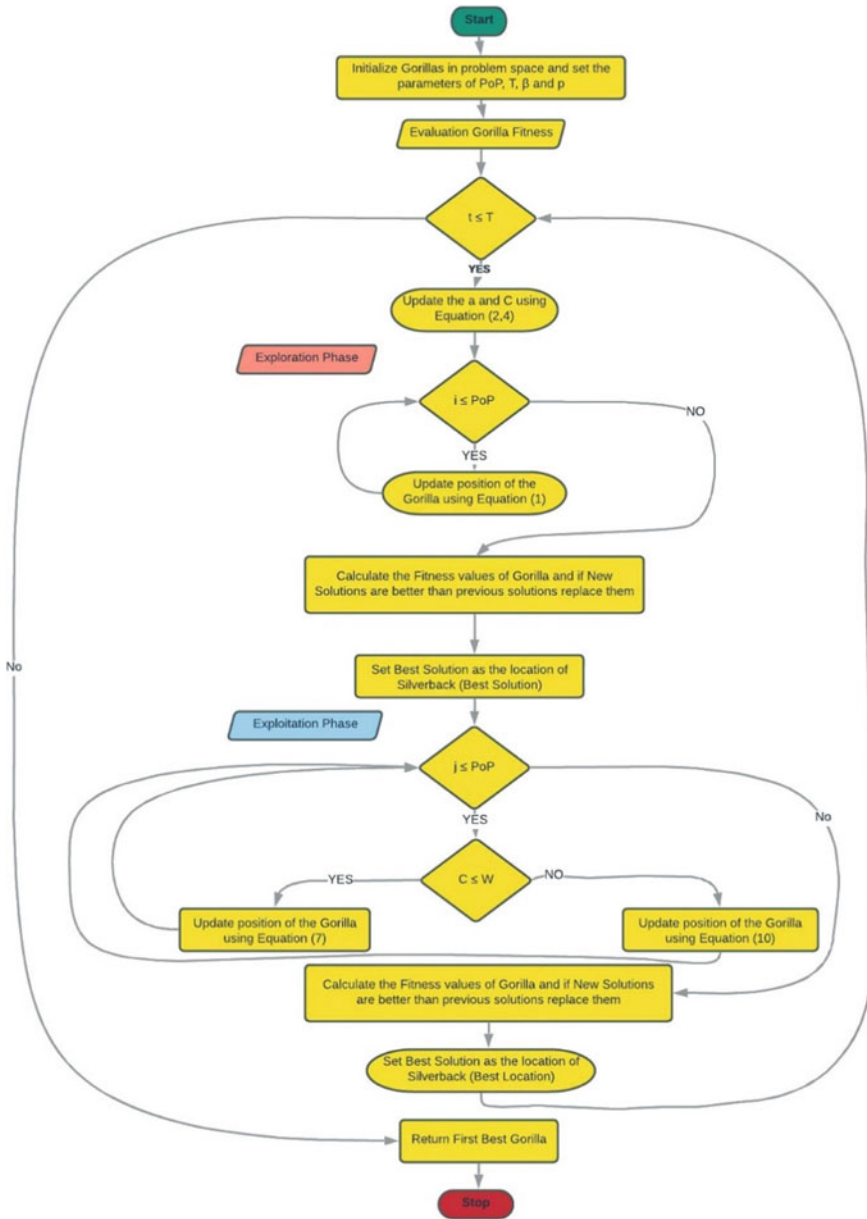 Start
Initialize Gorillas in problem space and set the
parameters of PoP, T, β and p
Evaluation Gorilla Fitness
t ≤ T
YES
Update the a and C using
Equation (2,4)
Exploration Phase
i ≤ PoP
NO
YES
Update position of the
Gorilla using Equation (1)
Calculate the Fitness values of Gorilla and if New
Solutions are better than previous solutions replace them
No
Set Best Solution as the location of
Silverback (Best Solution)
Exploitation Phase
j ≤ PoP
No
YES
C ≤ W
YES
NO
Update position of the Gorilla
using Equation (7)
Update position of the Gorilla
using Equation (10)
Calculate the Fitness values of Gorilla and if New Solutions
are better than previous solutions replace them
Set Best Solution as the location of
Silverback (Best Location)
Return First Best Gorilla
Stop